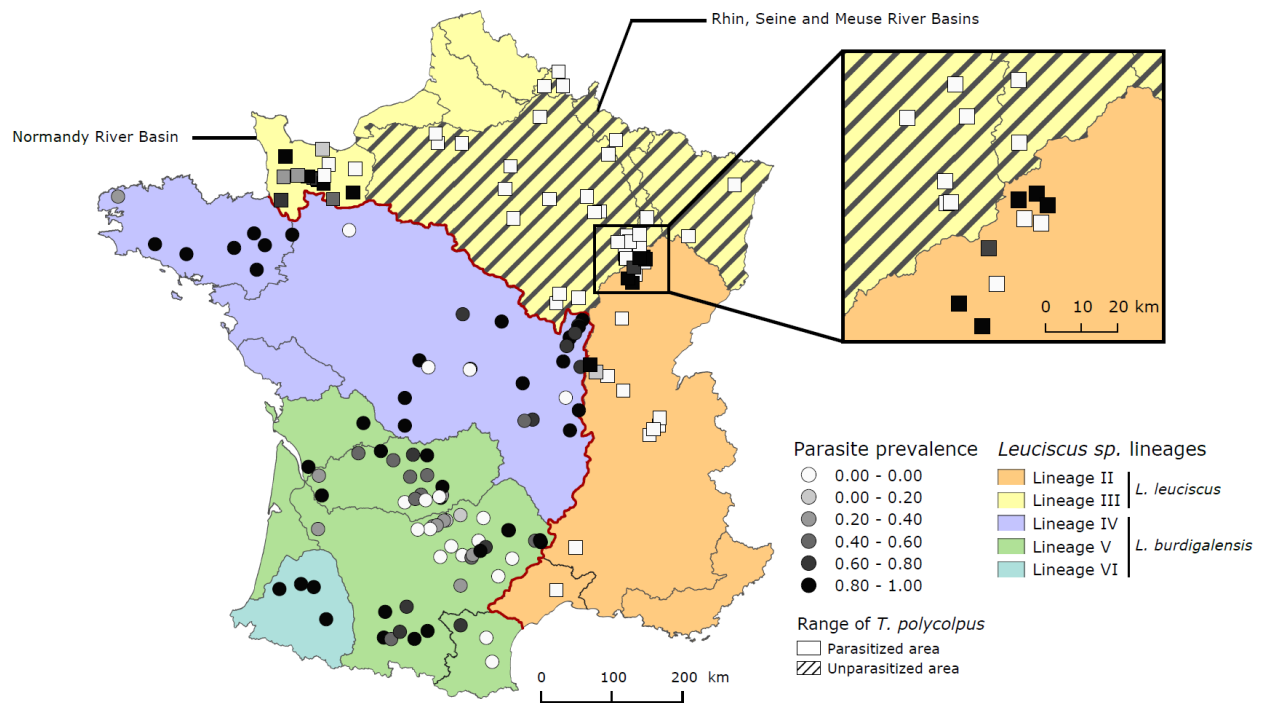 Rhin, Seine and Meuse River Basins
Normandy River Basin
0 10 20 km
Parasite prevalence
0.00 - 0.00
0.00 - 0.20
0.20 - 0.40
0.40 - 0.60
0.60 - 0.80
0.80 - 1.00
Leuciscus sp. lineages
Lineage II
Lineage III
L. leuciscus
Lineage IV
Lineage V
Lineage VI
L. burdigalensis
Range of T. polycolpus
Parasitized area
Unparasitized area
0 100 200 km